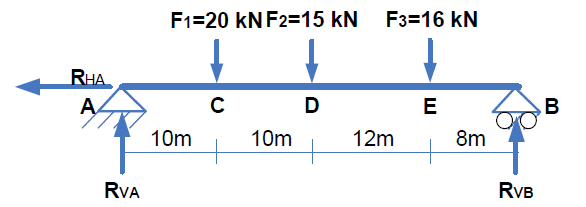 F1=20 kN F2=15 kN F3=16 kN
RHA
A C D E B
10m 10m 12m 8m
RVA RVB